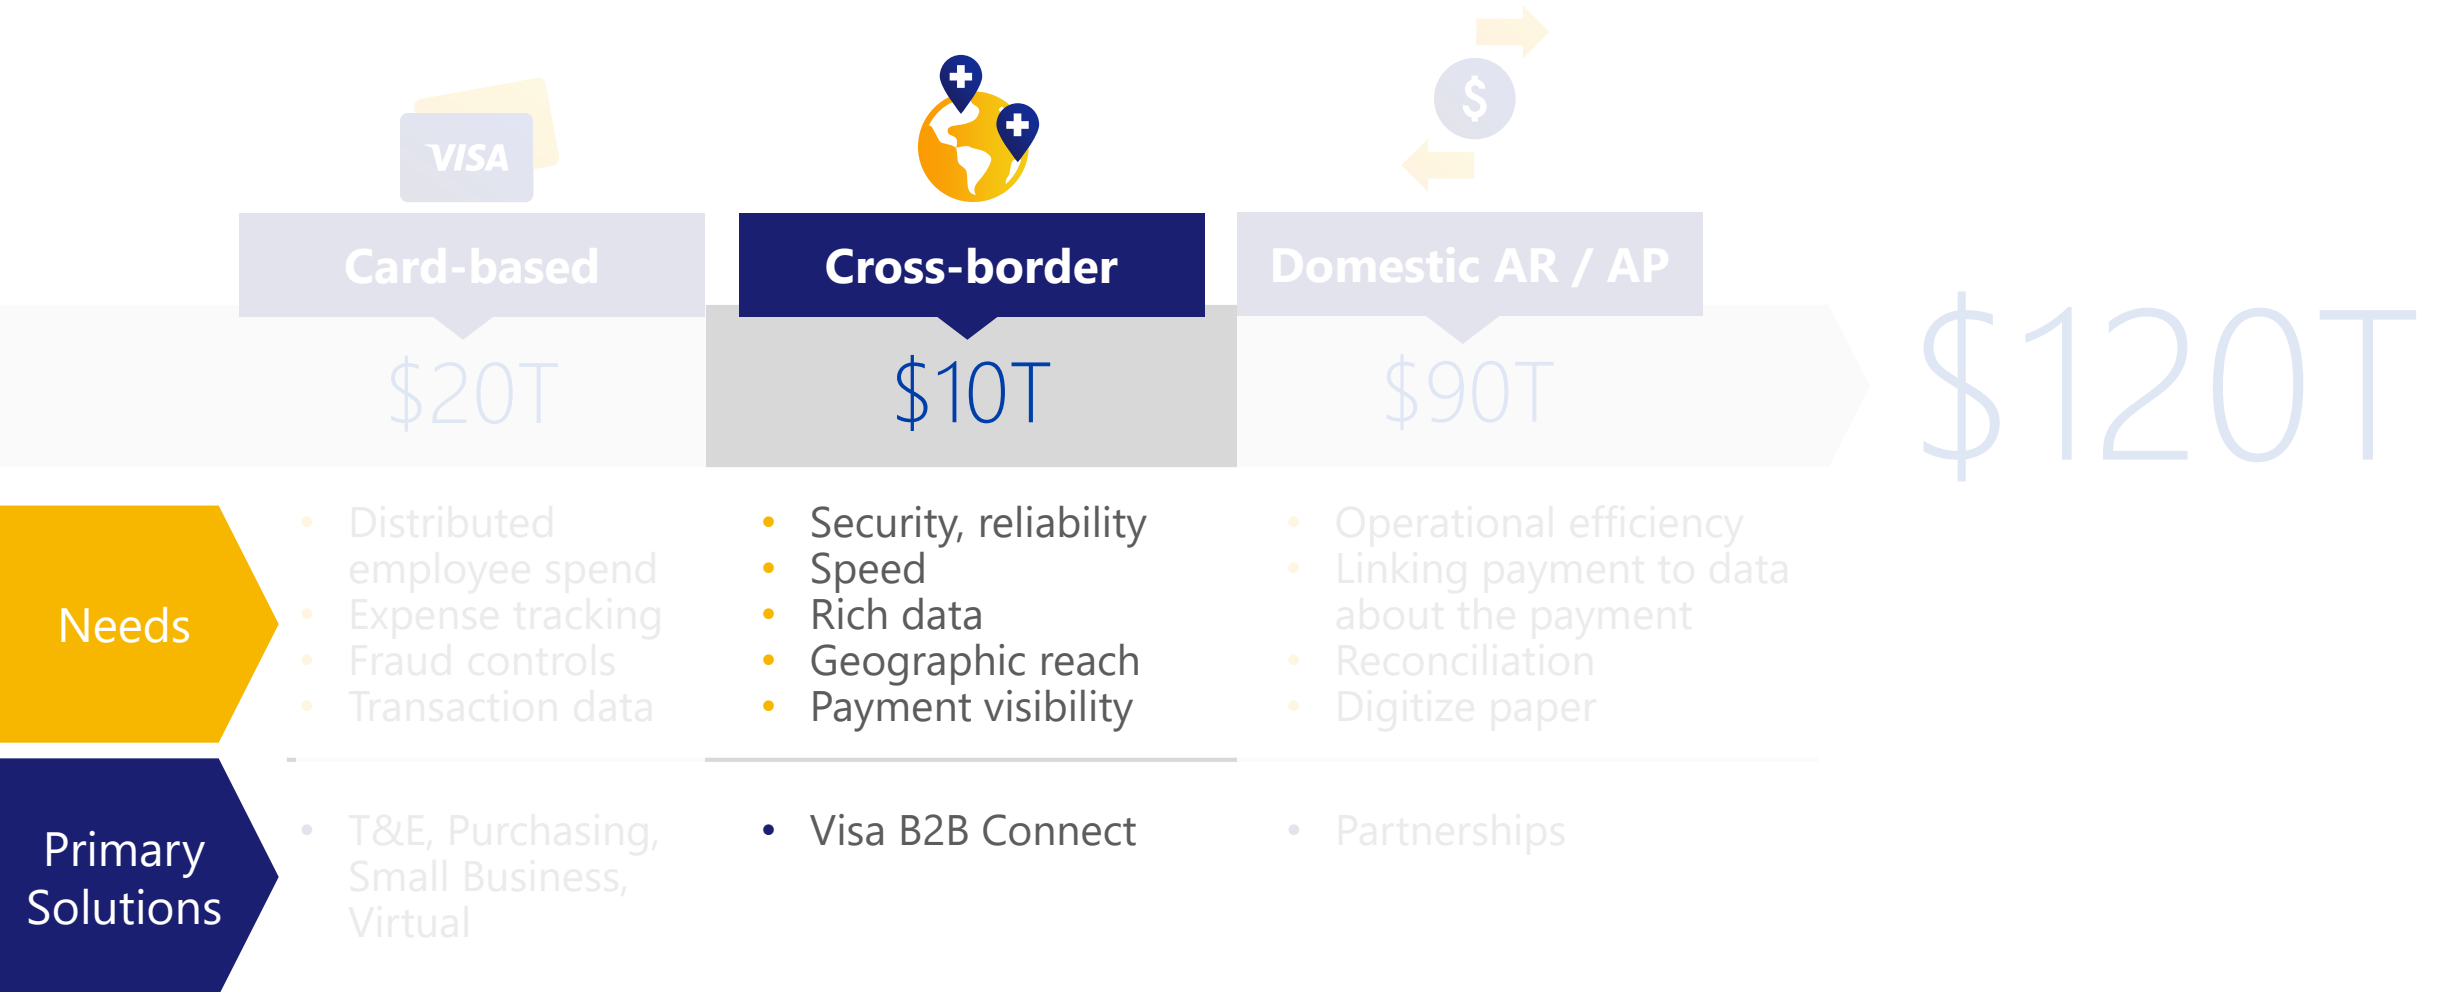 VISA
$
Card-based
Cross-border
Domestic AR / AP
$20T
$10T
$90T
$120T
Needs
• Distributed
employee spend
• Expense tracking
• Fraud controls
• Transaction data
• Security, reliability
• Speed
• Rich data
• Geographic reach
• Payment visibility
• Operational efficiency
• Linking payment to data
about the payment
• Reconciliation
• Digitize paper
Primary
Solutions
• T&E, Purchasing,
Small Business,
Virtual
• Visa B2B Connect
• Partnerships